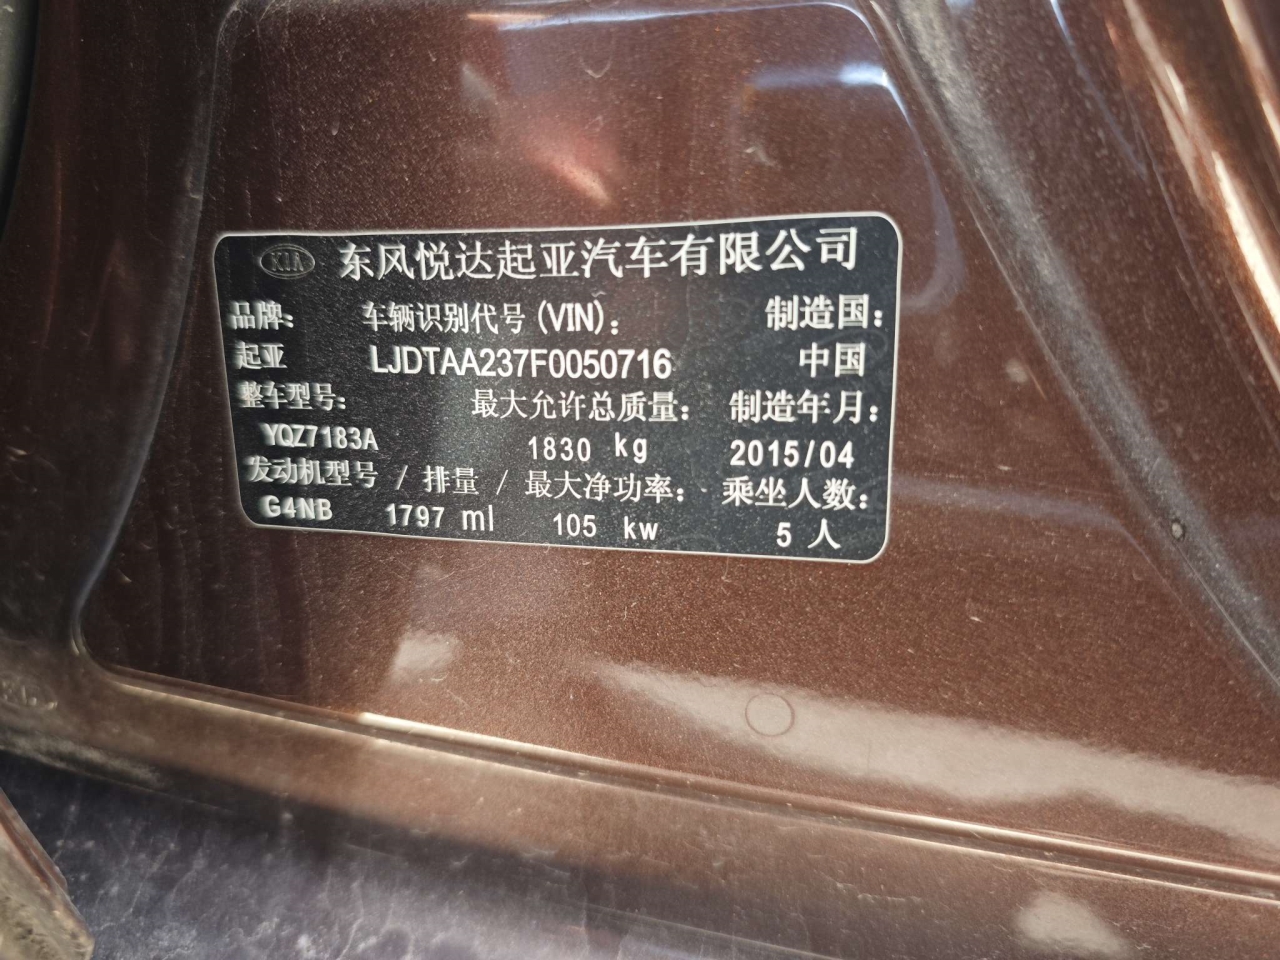 KIA 东风悦达起亚汽车有限公司
品牌: 车辆识别代号(VIN): 制造国:
起亚 LJDTAA237F0050716 中国
整车型号: 最大允许总质量: 制造年月:
YQZ7183A 1830 kg 2015/04
发动机型号 / 排量 / 最大净功率: 乘坐人数:
G4NB 1797 ml 105 kw 5 人